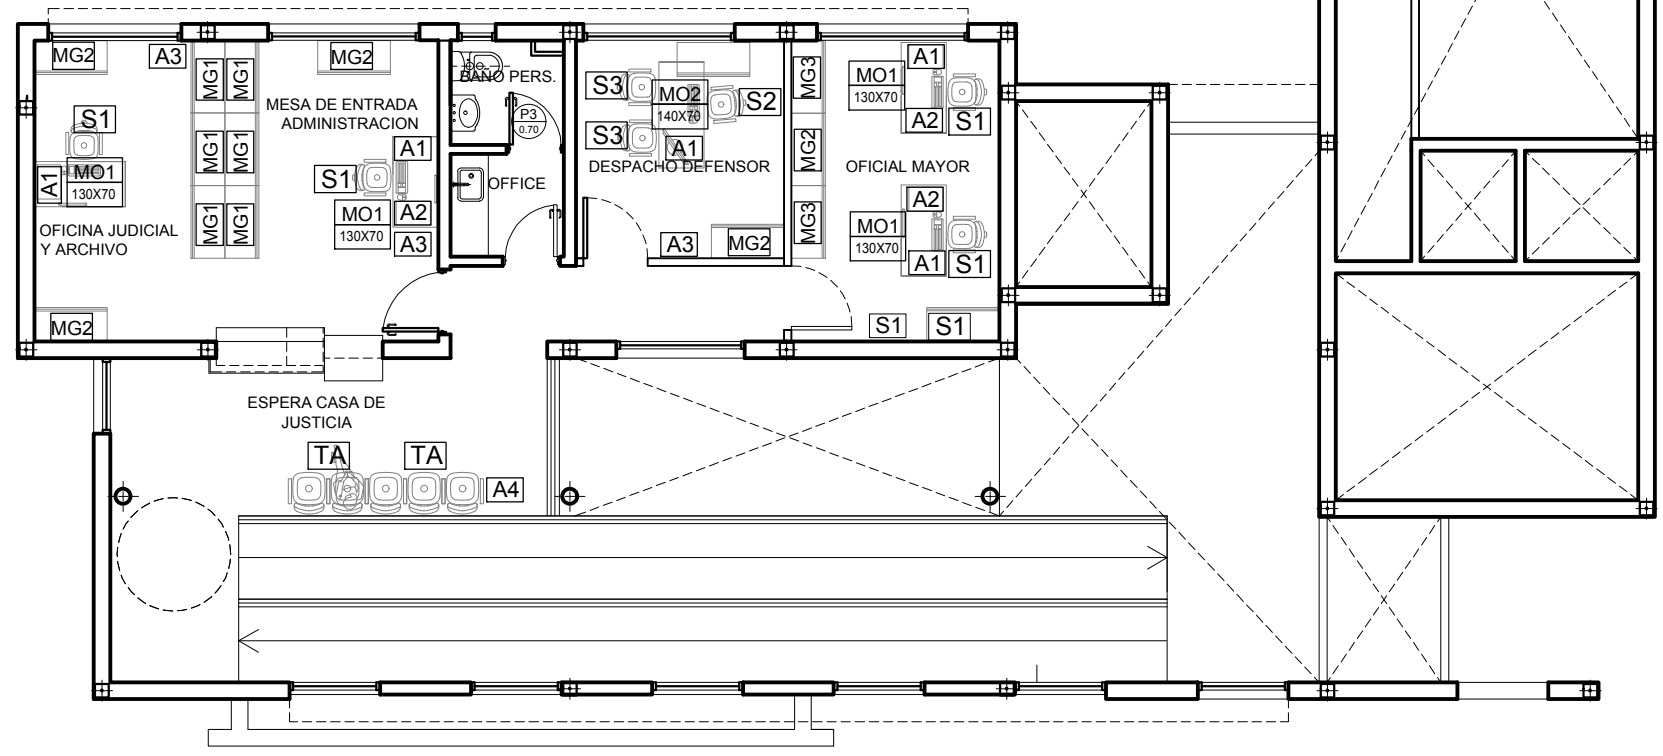 MG2
A3
MG1
MG1
MG2
BAÑO PERS.
P3
0.70
S3
MO2
140X70
S2
S3
A1
DESPACHO DEFENSOR
MG3
MO1
130X70
A1
A2
S1
S1
MO1
130X70
A1
MG1
MG1
MESA DE ENTRADA
ADMINISTRACION
A1
S1
A2
MO1
130X70
A3
OFFICE
MG2
OFICIAL MAYOR
A2
MO1
130X70
A1
S1
OFICINA JUDICIAL
Y ARCHIVO
MG1
MG1
A3
MG2
MG3
MG2
S1
S1
ESPERA CASA DE
JUSTICIA
TA
TA
A4